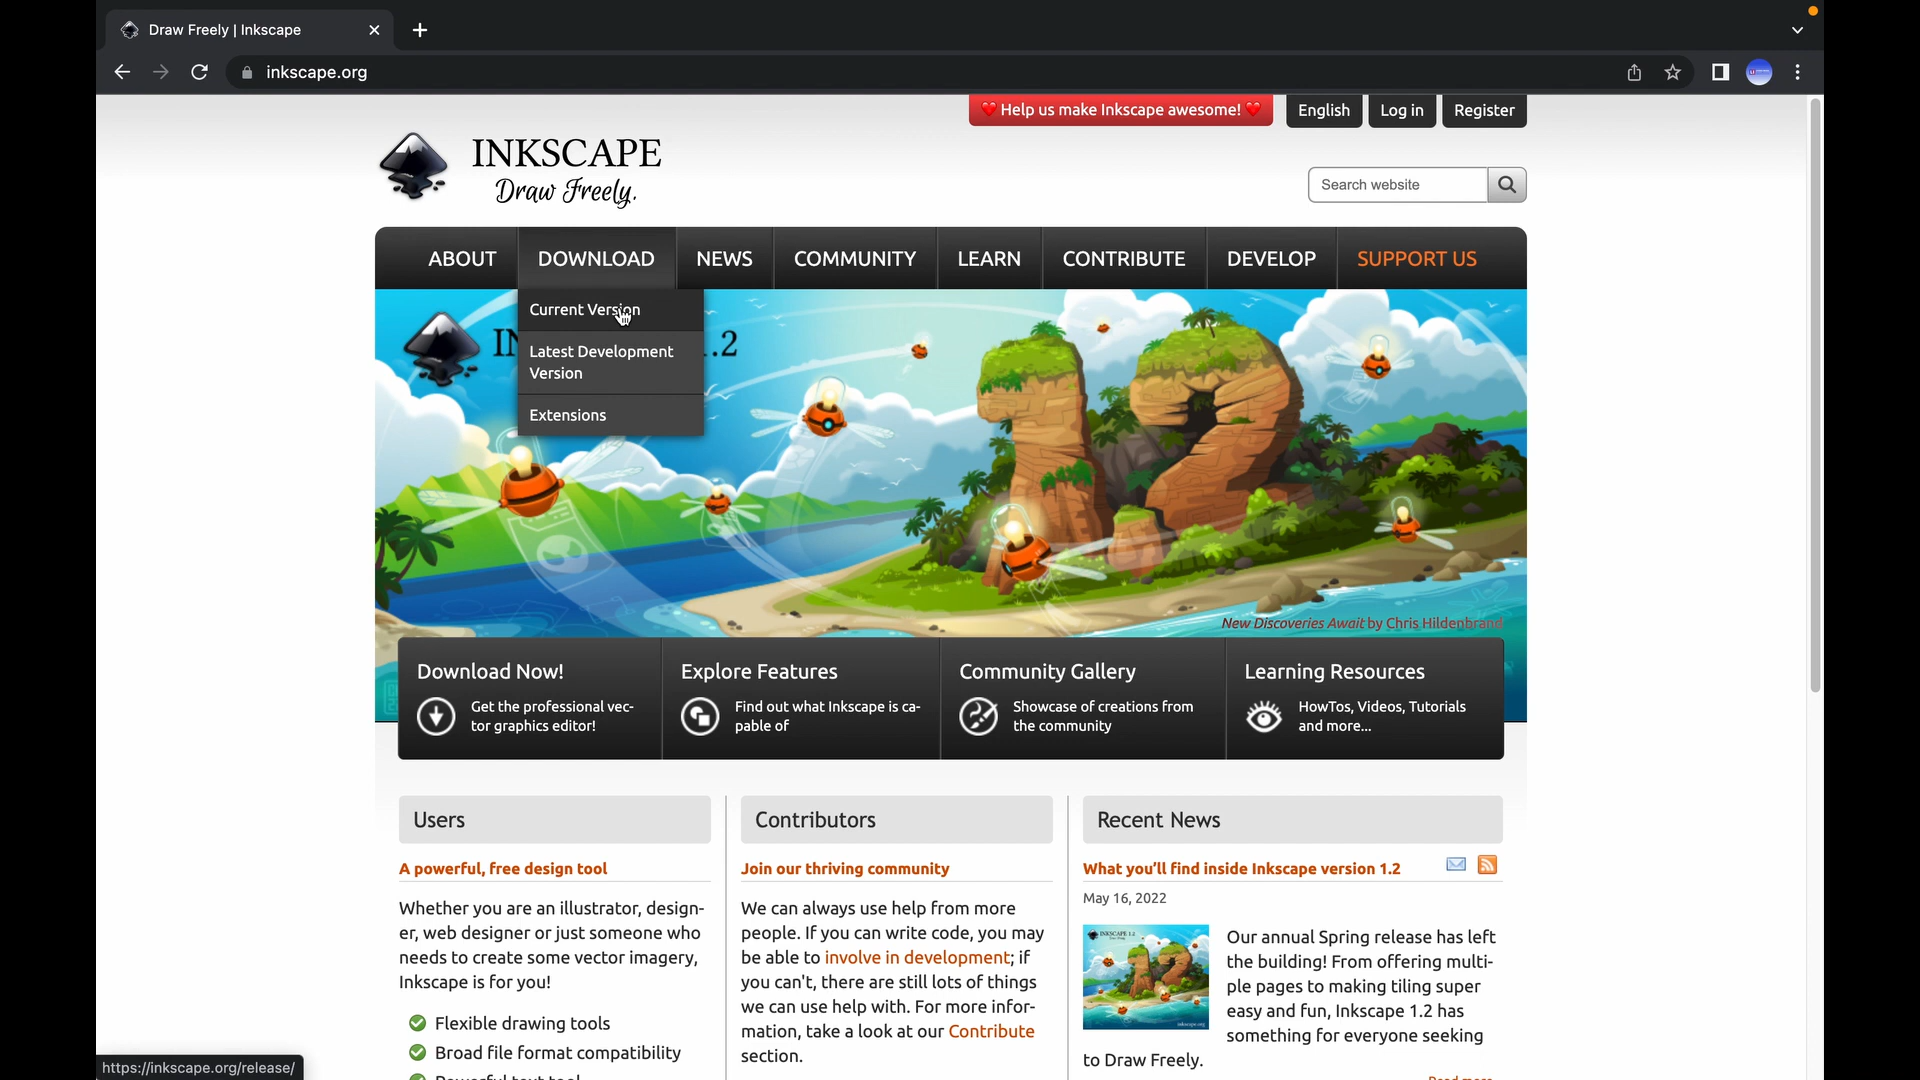 Draw Freely | Inkscape
inkscape.org
Help us make Inkscape awesome!
English
Log in
Register
INKSCAPE
Draw Freely.
Search website
ABOUT
DOWNLOAD
NEWS
COMMUNITY
LEARN
CONTRIBUTE
DEVELOP
SUPPORT US
Current Version
Latest Development
Version
Extensions
.2
12
New Discoveries Await by Chris Hildenbrand
Download Now!
Get the professional vec-
tor graphics editor!
Explore Features
Find out what Inkscape is ca-
pable of
Community Gallery
Showcase of creations from
the community
Learning Resources
HowTos, Videos, Tutorials
and more...
Users
A powerful, free design tool
Whether you are an illustrator, design-
er, web designer or just someone who
needs to create some vector imagery,
Inkscape is for you!
Flexible drawing tools
Broad file format compatibility
Contributors
Join our thriving community
We can always use help from more
people. If you can write code, you may
be able to involve in development; if
you can't, there are still lots of things
we can use help with. For more infor-
mation, take a look at our Contribute
section.
Recent News
What you'll find inside Inkscape version 1.2
May 16, 2022
INKSCAPE 1.2
inkscape.org
Our annual Spring release has left
the building! From offering multi-
ple pages to making tiling super
easy and fun, Inkscape 1.2 has
something for everyone seeking
to Draw Freely.
https://inkscape.org/release/